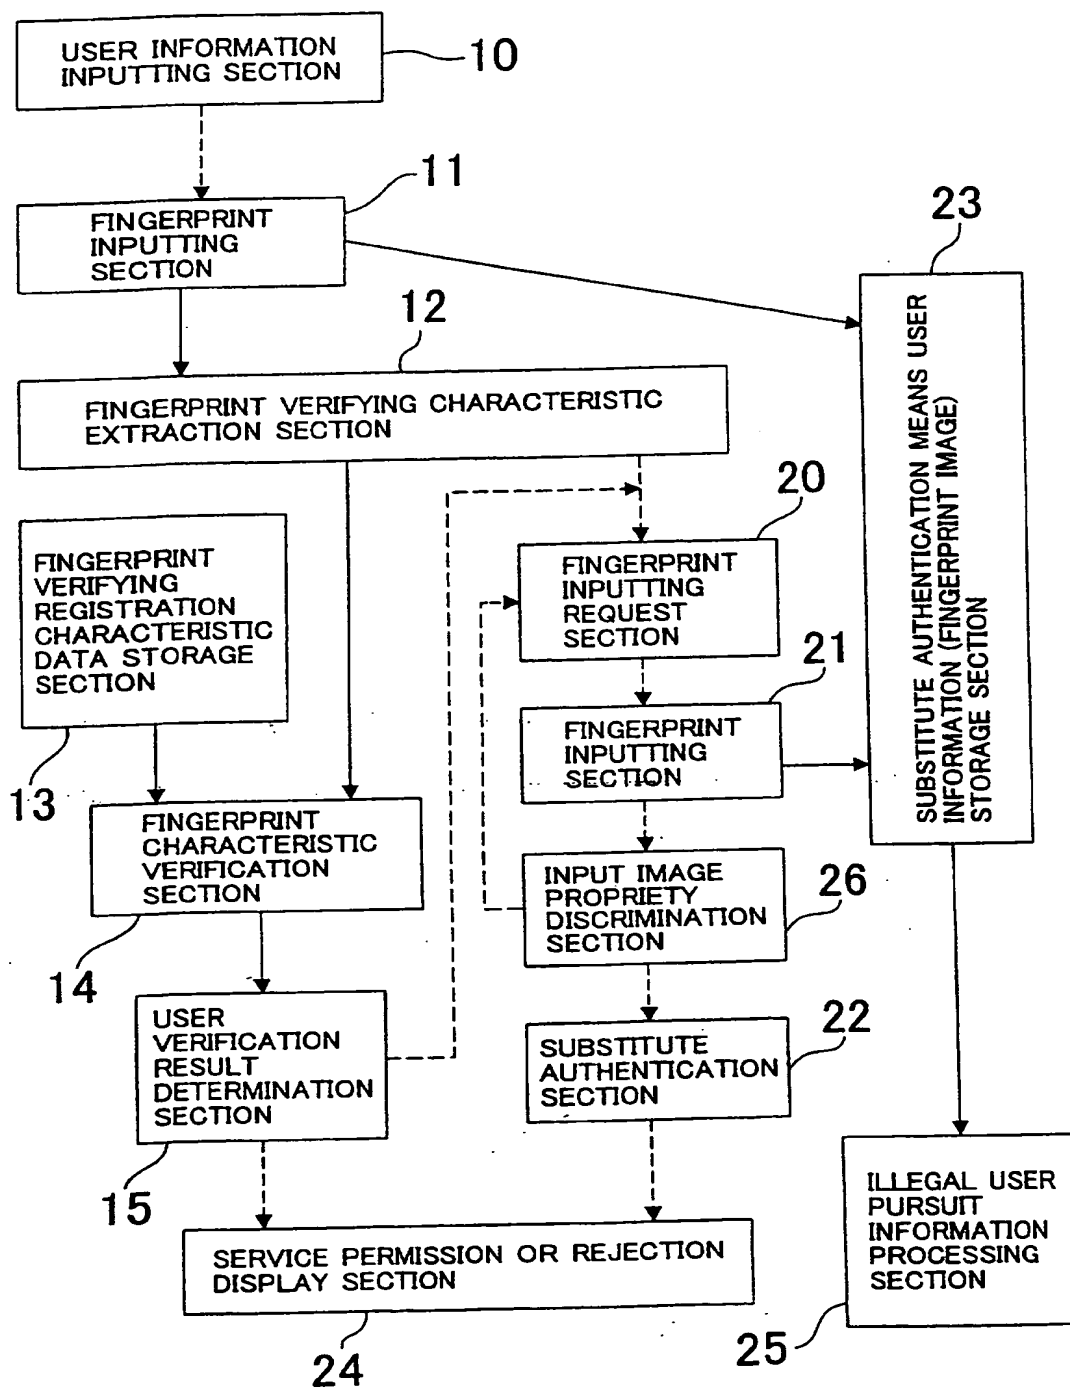 USER INFORMATION
INPUTTING SECTION
10
11
FINGERPRINT
INPUTTING
SECTION
23
12
FINGERPRINT VERIFYING CHARACTERISTIC
EXTRACTION SECTION
SUBSTITUTE AUTHENTICATION MEANS USER
INFORMATION (FINGERPRINT IMAGE)
STORAGE SECTION
20
FINGERPRINT
VERIFYING
REGISTRATION
CHARACTERISTIC
DATA STORAGE
SECTION
13
FINGERPRINT
INPUTTING
REQUEST
SECTION
21
FINGERPRINT
INPUTTING
SECTION
FINGERPRINT
CHARACTERISTIC
VERIFICATION
SECTION
14
INPUT IMAGE
PROPRIETY
DISCRIMINATION
SECTION
26
USER
VERIFICATION
RESULT
DETERMINATION
SECTION
15
SUBSTITUTE
AUTHENTICATION
SECTION
22
ILLEGAL USER
PURSUIT
INFORMATION
PROCESSING
SECTION
25
SERVICE PERMISSION OR REJECTION
DISPLAY SECTION
24